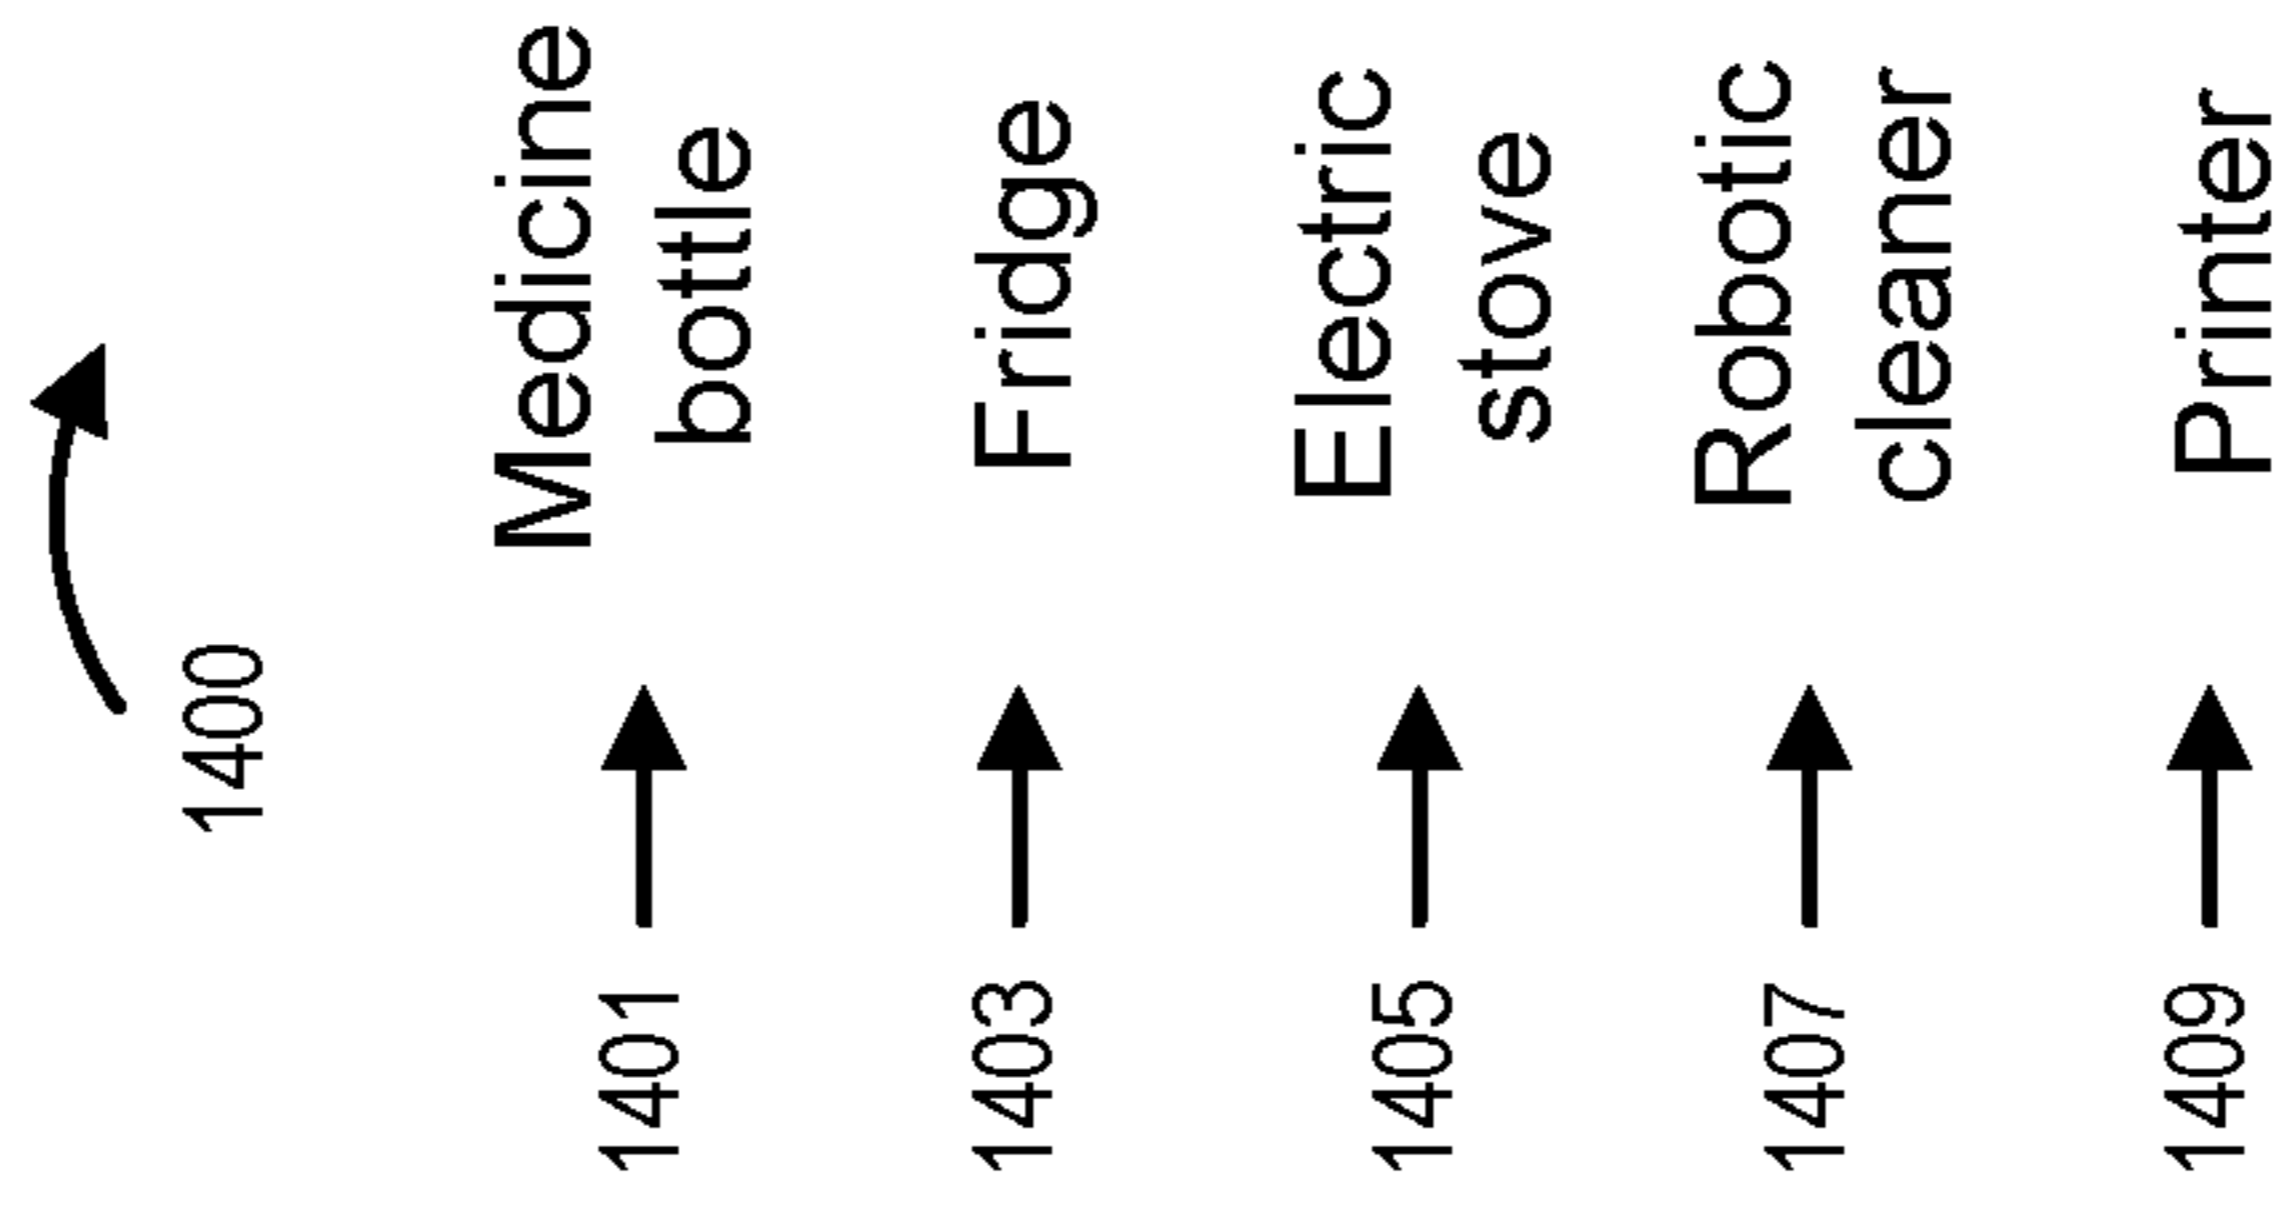 1400
1401
Medicine
bottle
1403
Fridge
1405
Electric
stove
1407
Robotic
cleaner
1409
Printer